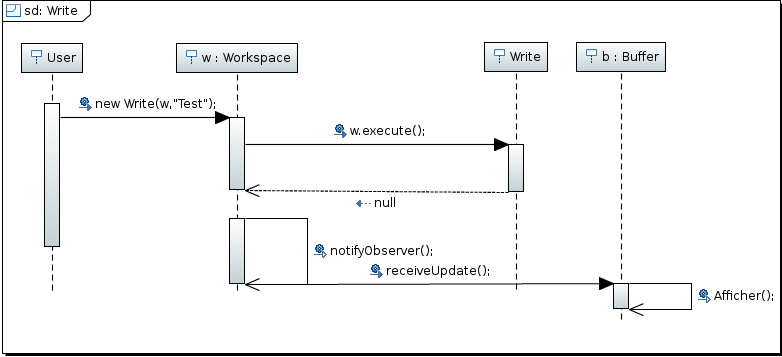 sd: Write
User
w : Workspace
Write
b : Buffer
new Write(w,"Test");
w.execute();
null
notifyObserver();
receiveUpdate();
Afficher();